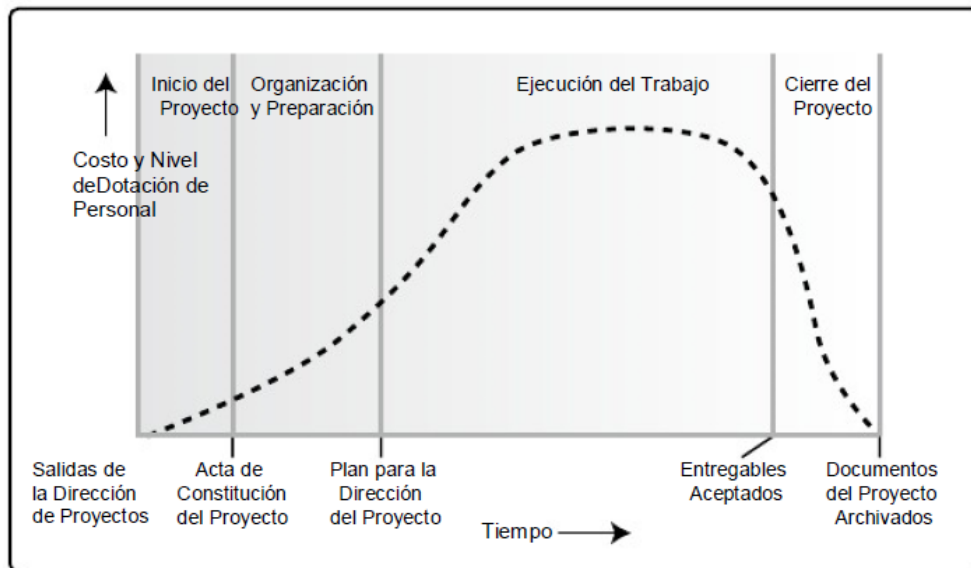 Inicio del
Proyecto
Organización
y Preparación
Ejecución del Trabajo
Cierre del
Proyecto
Costo y Nivel
deDotación de
Personal
Salidas de
la Dirección
de Proyectos
Acta de
Constitución
del Proyecto
Plan para la
Dirección
del Proyecto
Entregables
Aceptados
Documentos
del Proyecto
Archivados
Tiempo